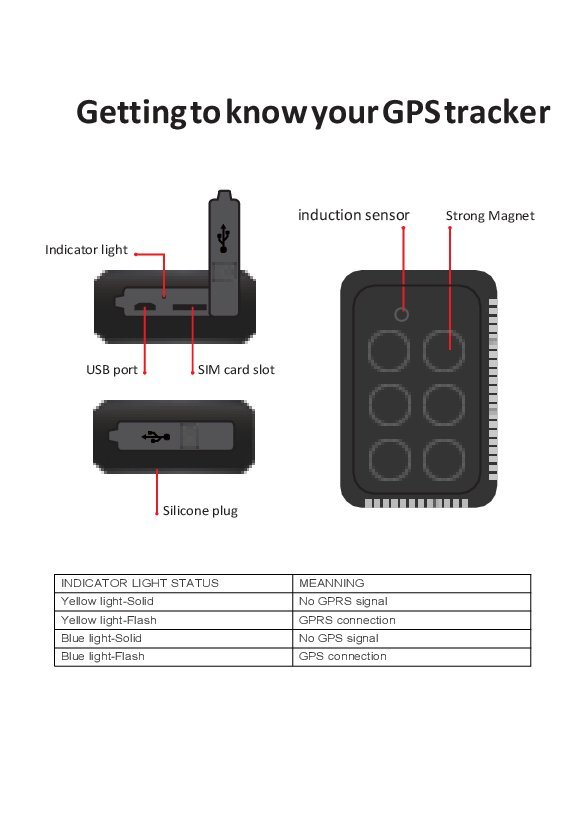 Getting to know your GPS tracker
induction sensor
Strong Magnet
Indicator light
USB port
SIM card slot
Silicone plug
INDICATOR LIGHT STATUS MEANNING
Yellow light-Solid No GPRS signal
Yellow light-Flash GPRS connection
Blue light-Solid No GPS signal
Blue light-Flash GPS connection